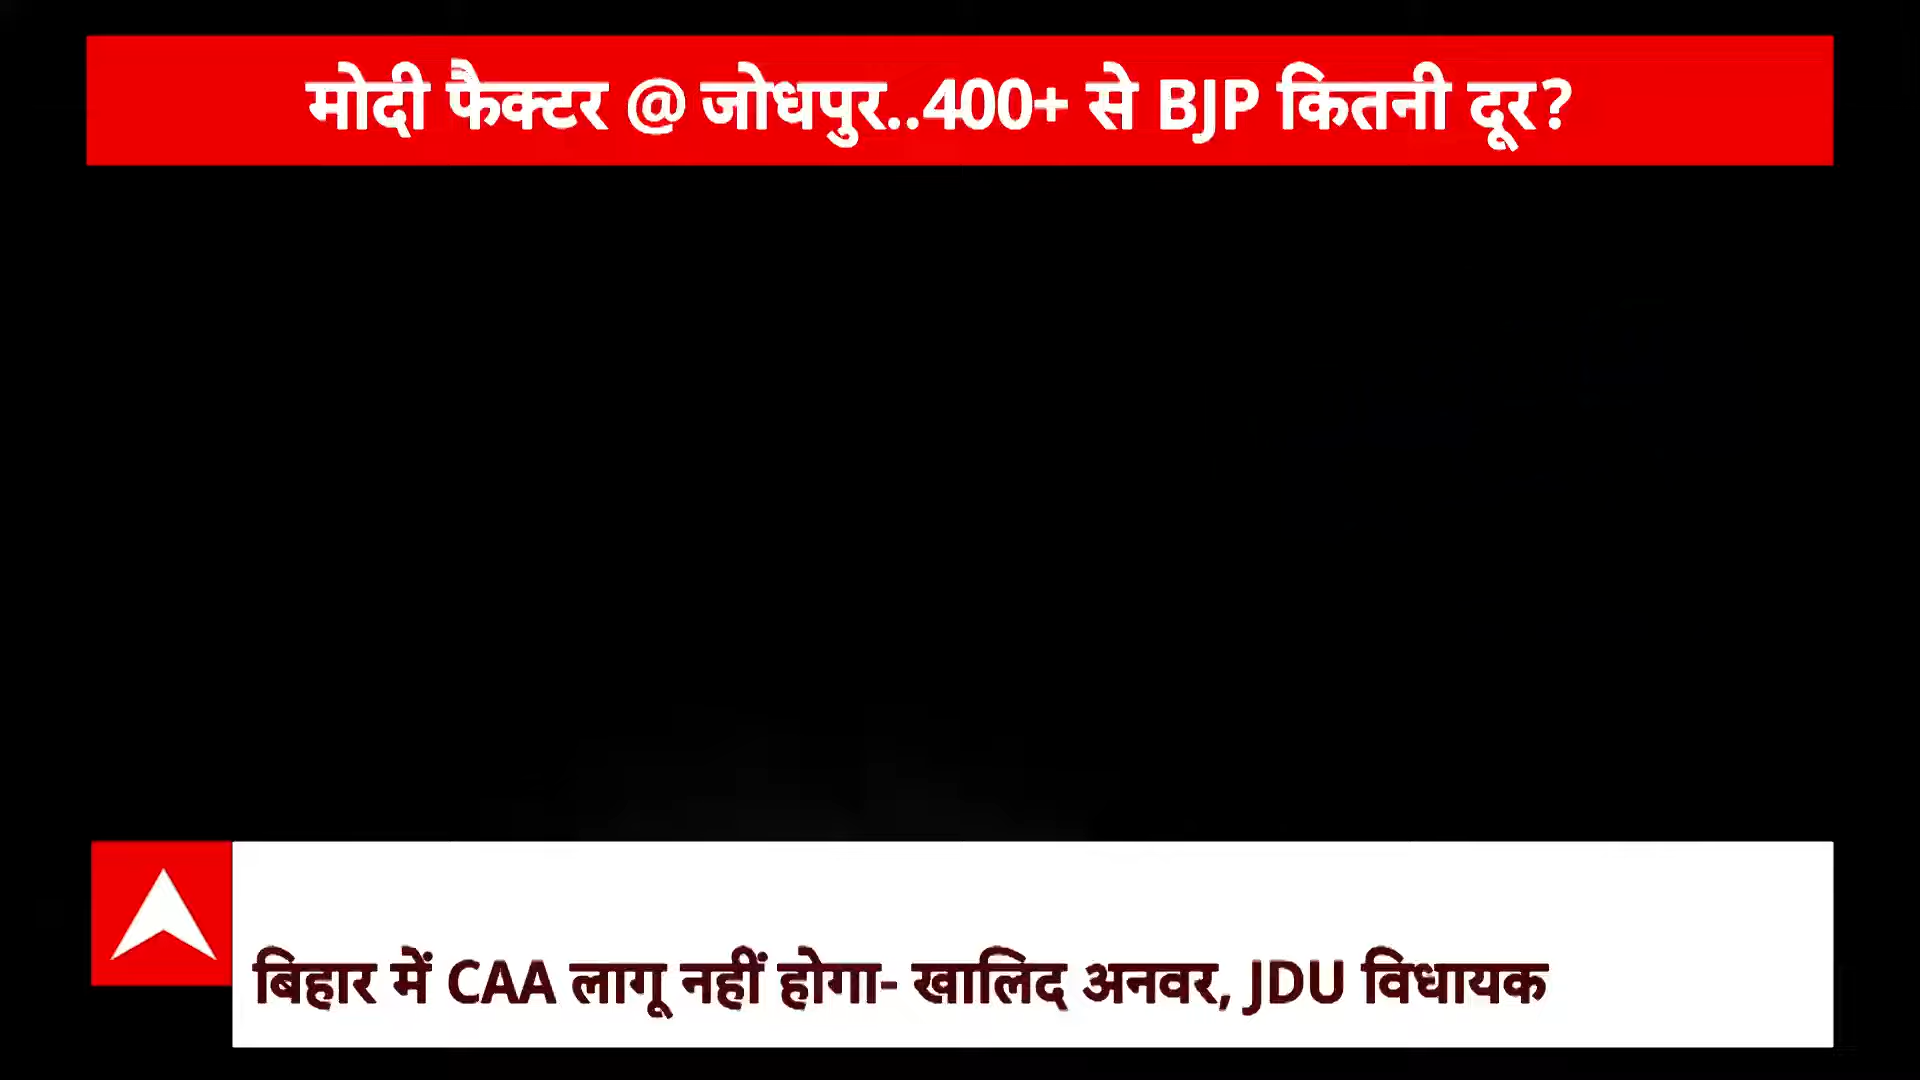 मोदी फैक्टर @ जोधपुर..400+ से BJP कितनी दूर?
बिहार में CAA लागू नहीं होगा- खालिद अनवर, JDU विधायक